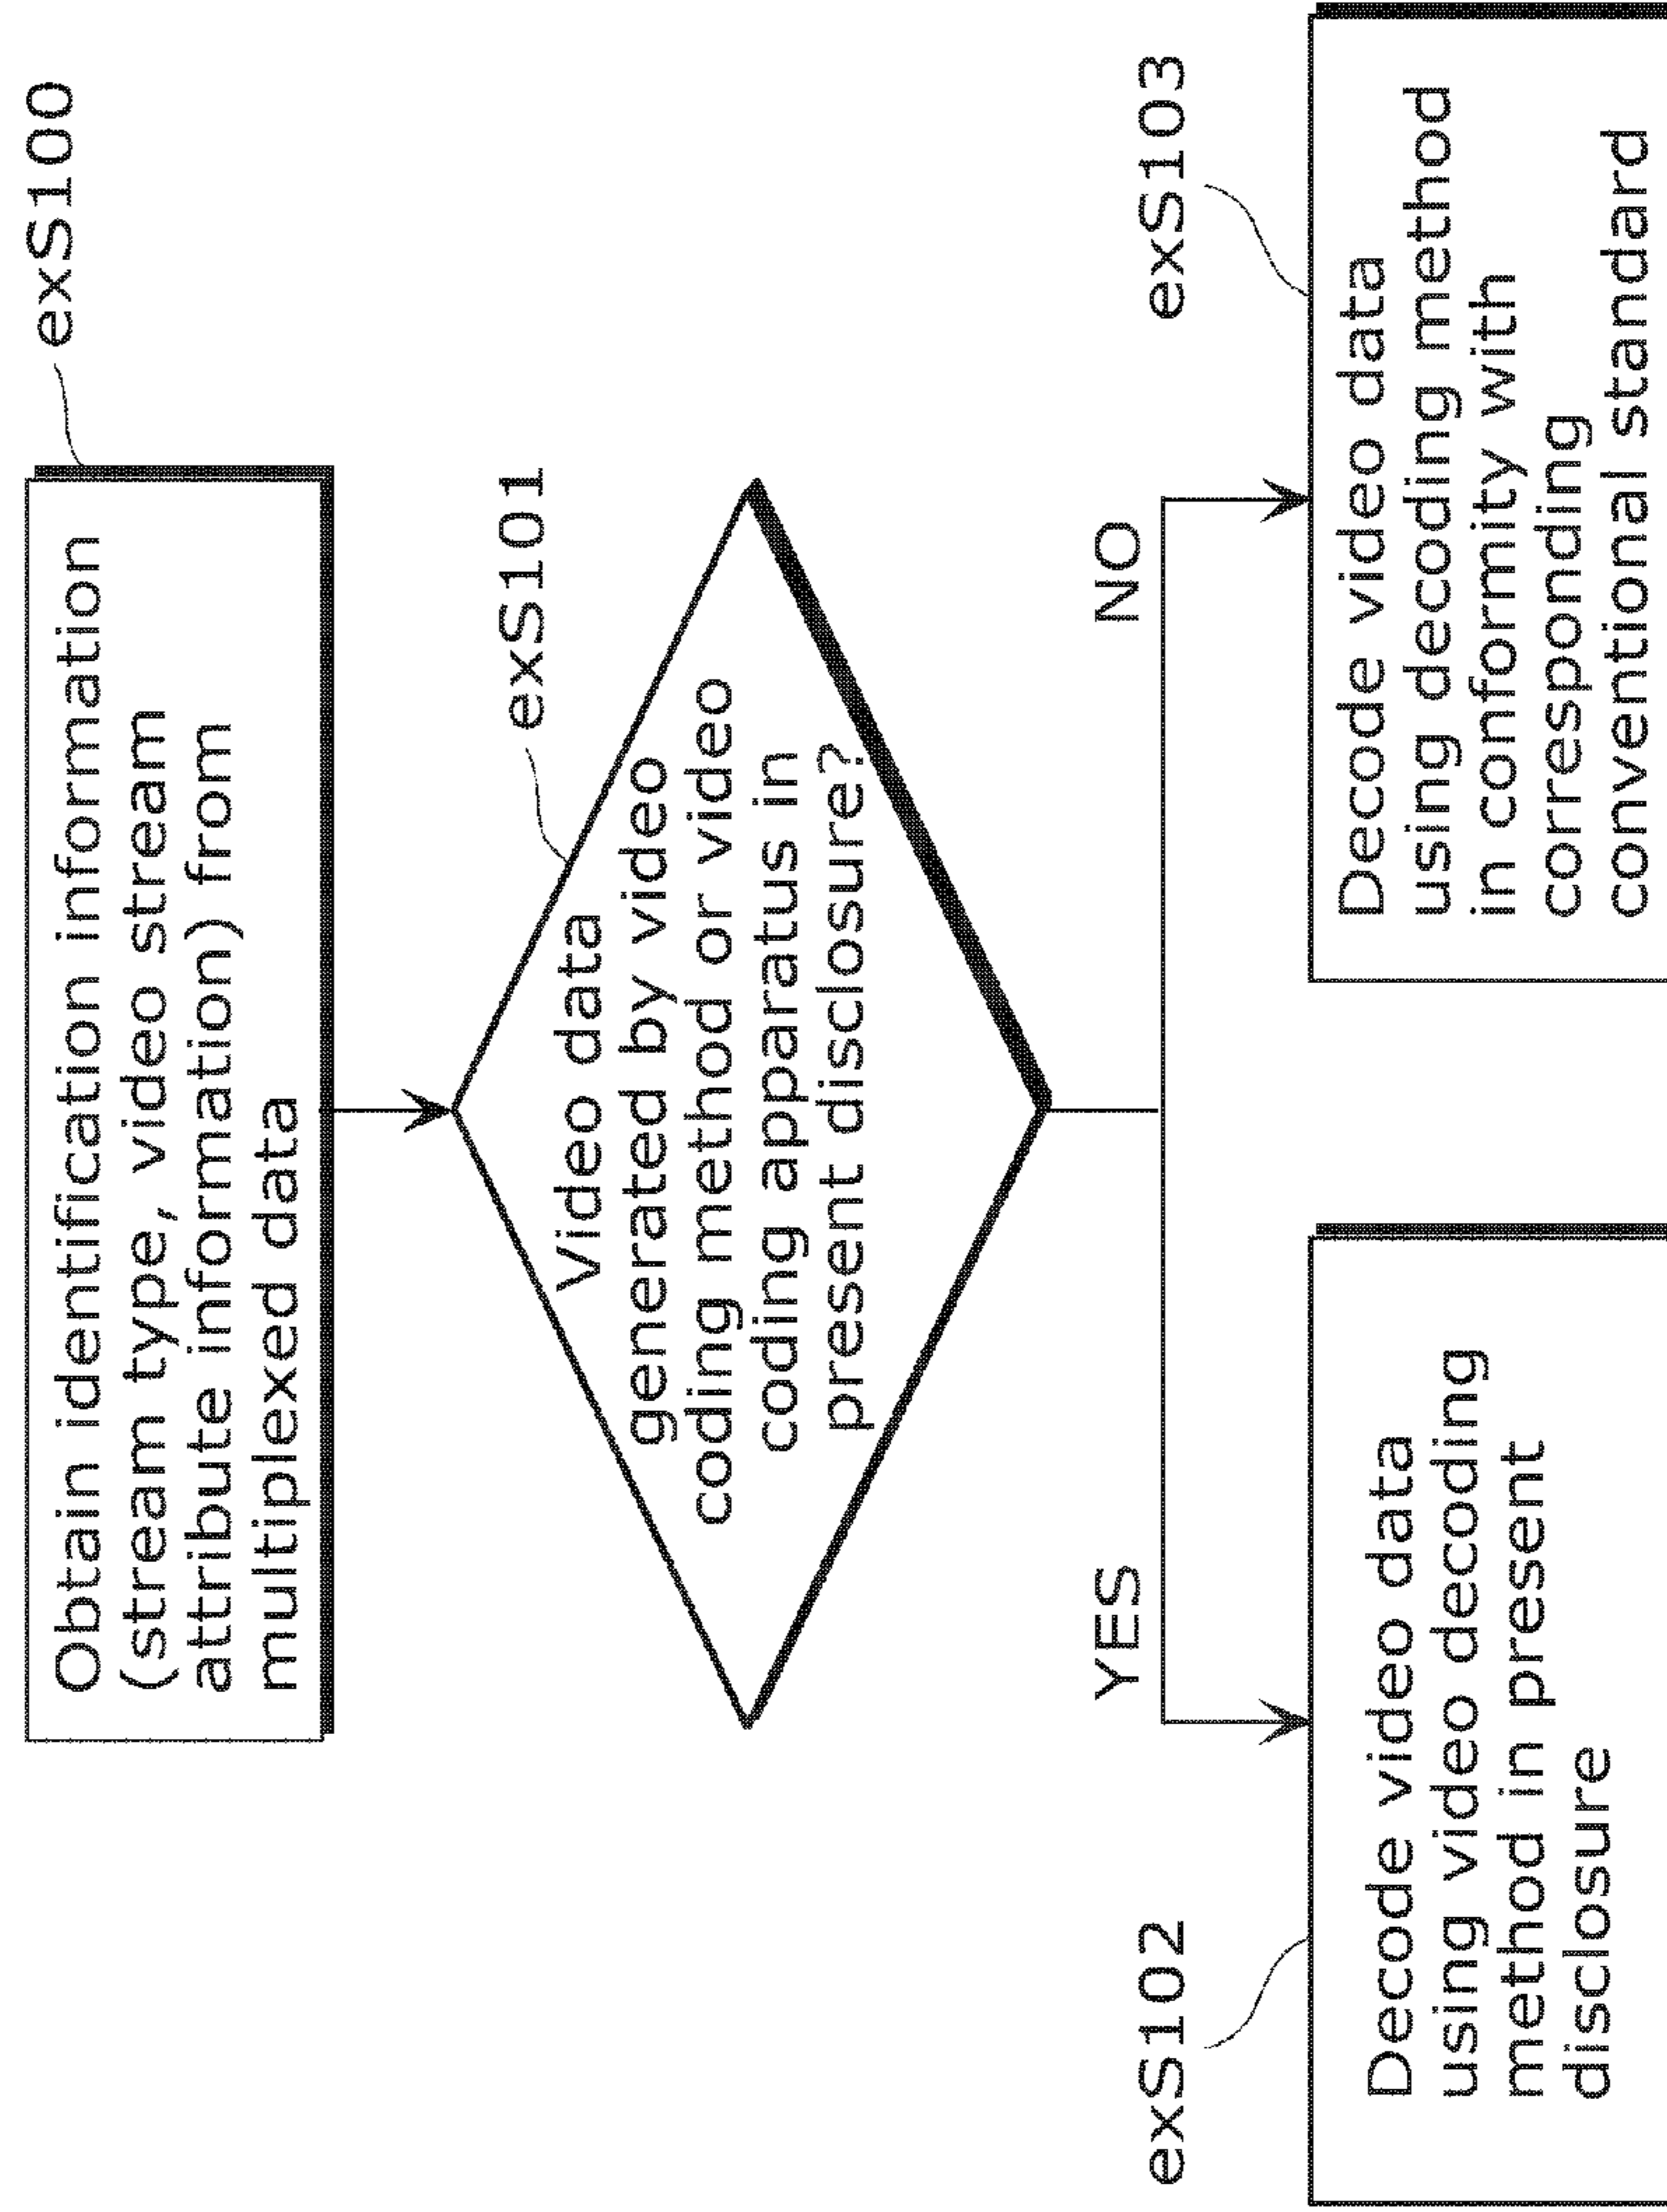 exS100
Obtain identification information
(stream type, video stream
attribute information) from
multiplexed data
exS101
Video data
generated by video
coding method or video
coding apparatus in
present disclosure?
YES
NO
exS102
Decode video data
using video decoding
method in present
disclosure
exS103
Decode video data
using decoding method
in conformity with
corresponding
conventional standard